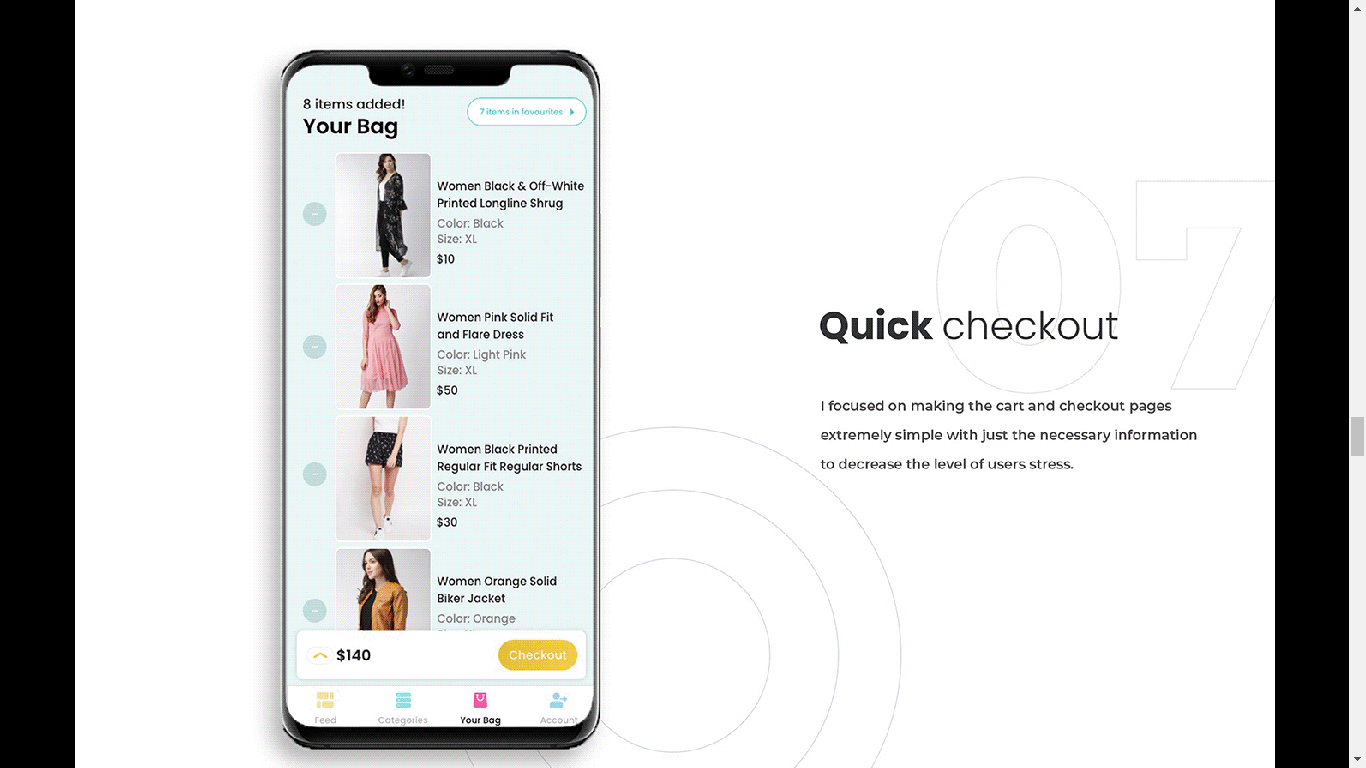 8 items added!
Your Bag
7 items in favourites
Women Black & Off-White
Printed Longline Shrug
Color: Black
Size: XL
$10
Women Pink Solid Fit
and Flare Dress
Color: Light Pink
Size: XL
$50
Women Black Printed
Regular Fit Regular Shorts
Color: Black
Size: XL
$30
Women Orange Solid
Biker Jacket
Color: Orange
$140
Checkout
Feed
Categories
Your Bag
Account
07
Quick checkout
I focused on making the cart and checkout pages
extremely simple with just the necessary information
to decrease the level of users stress.